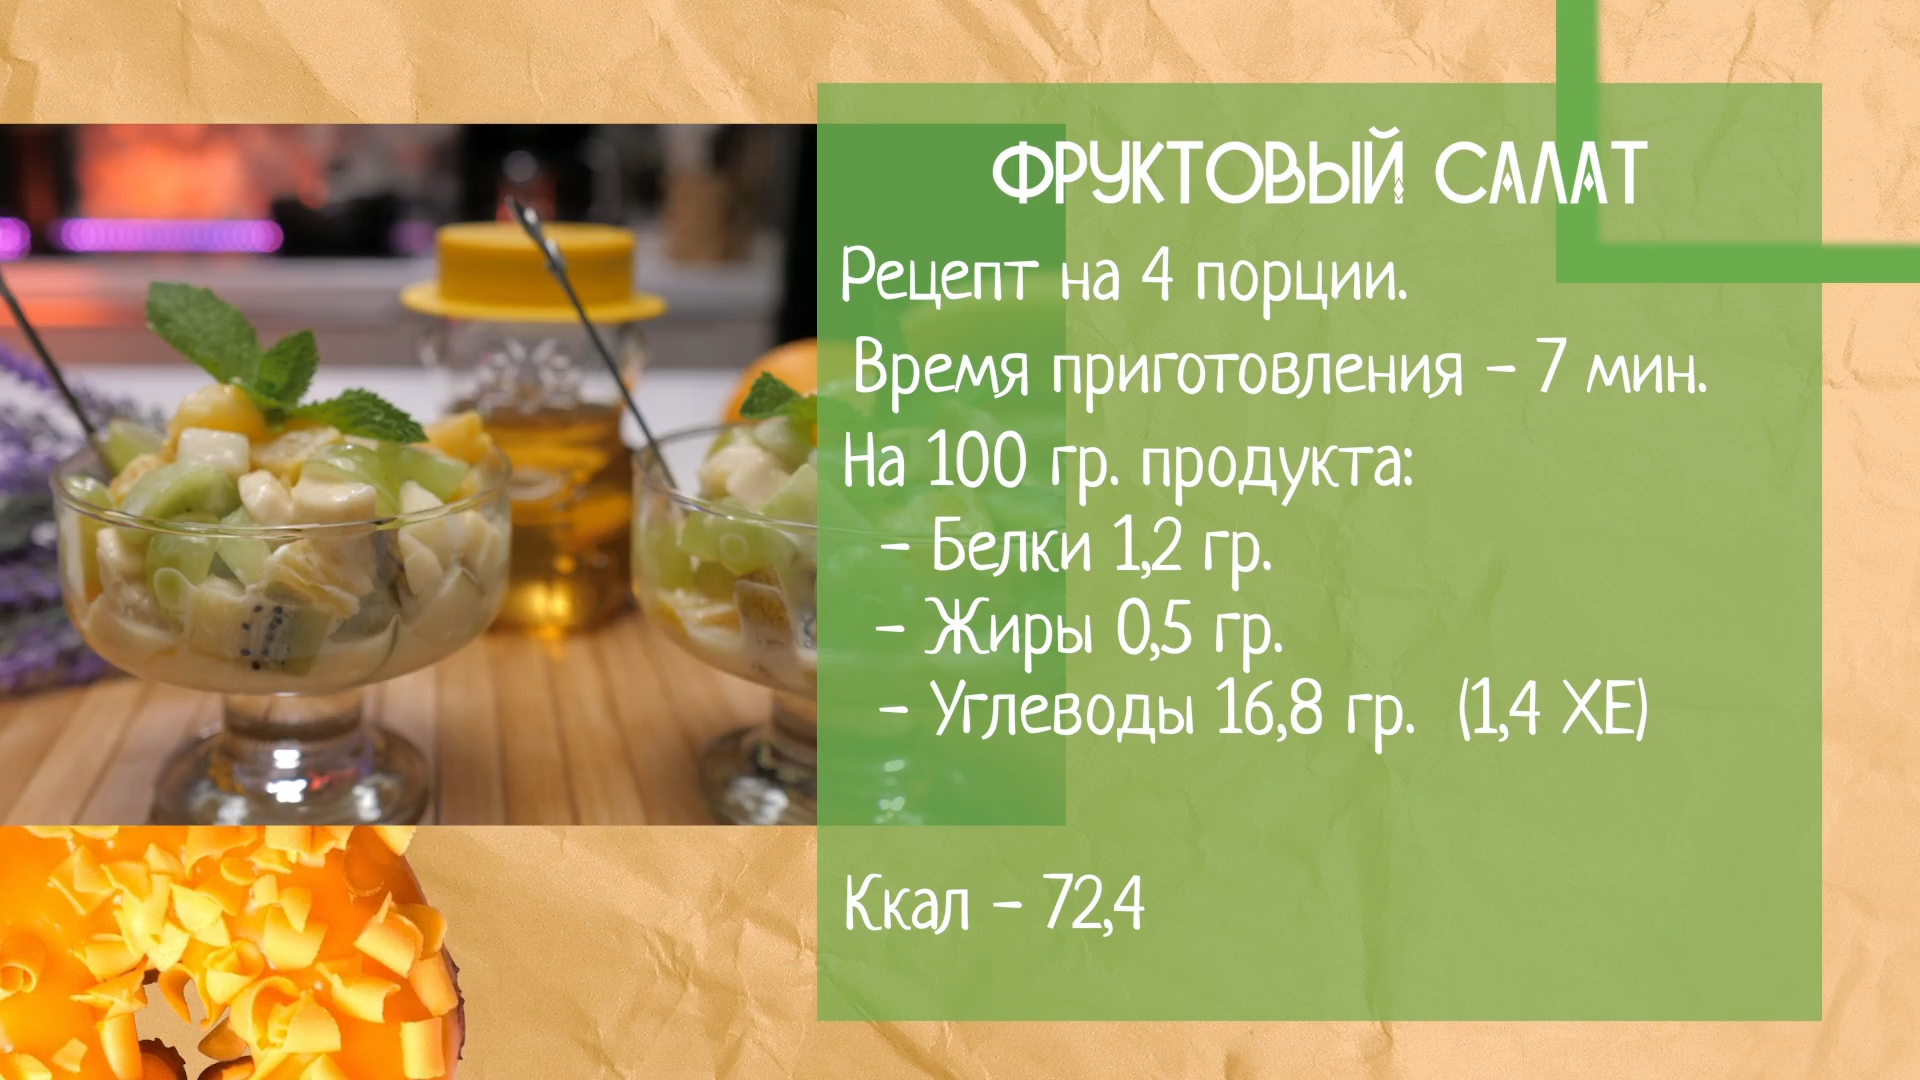 ФРУКТОВЫЙ САЛАТ
Рецепт на 4 порции.
Время приготовления – 7 мин.
На 100 гр. продукта:
– Белки 1,2 гр.
– Жиры 0,5 гр.
– Углеводы 16,8 гр. (1,4 ХЕ)
Ккал – 72,4